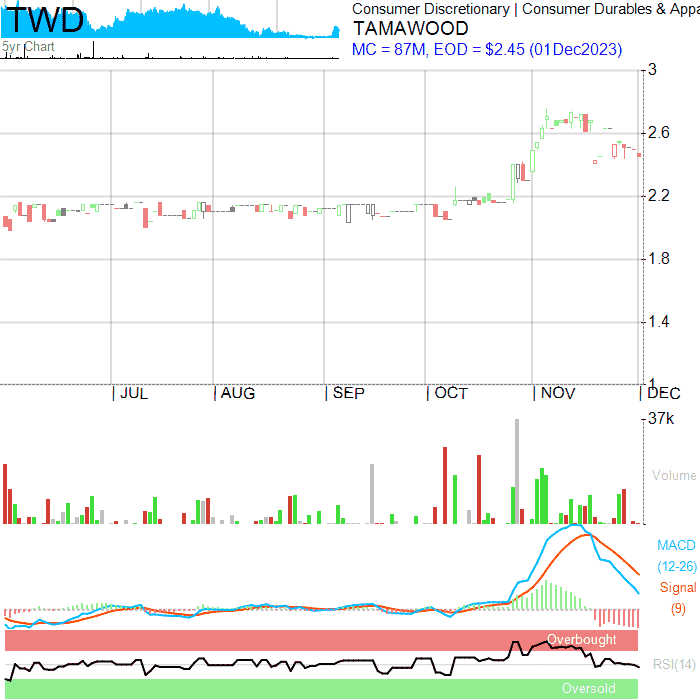 TWD
5yr Chart
Consumer Discretionary | Consumer Durables & Appa
TAMAWOOD
MC = 87M, EOD = $2.45 (01Dec2023)
3
2.6
2.2
1.8
1.4
1
| JUL | AUG | SEP | OCT | NOV | DEC
37k
Volume
MACD
(12-26)
Signal
(9)
Overbought
RSI(14)
Oversold